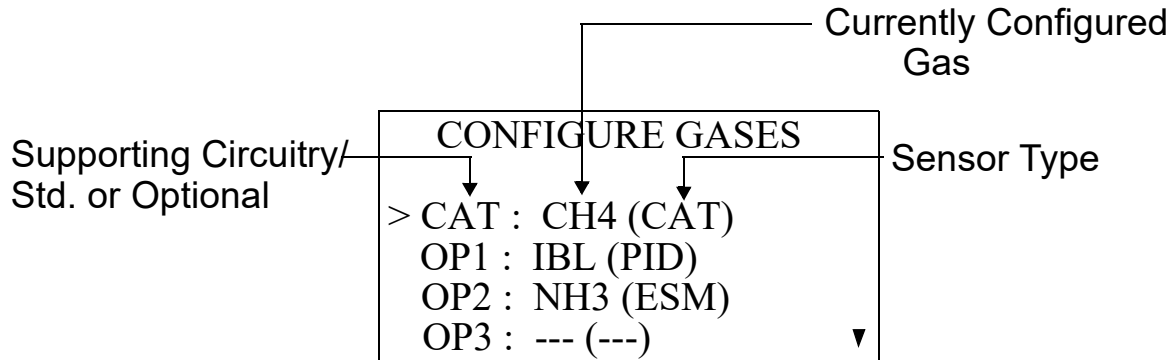 Currently Configured
Gas
CONFIGURE GASES
Supporting Circuitry/
Std. or Optional
Sensor Type
> CAT : CH4 (CAT)
OP1 : IBL (PID)
OP2 : NH3 (ESM)
OP3 : --- (---)
▼